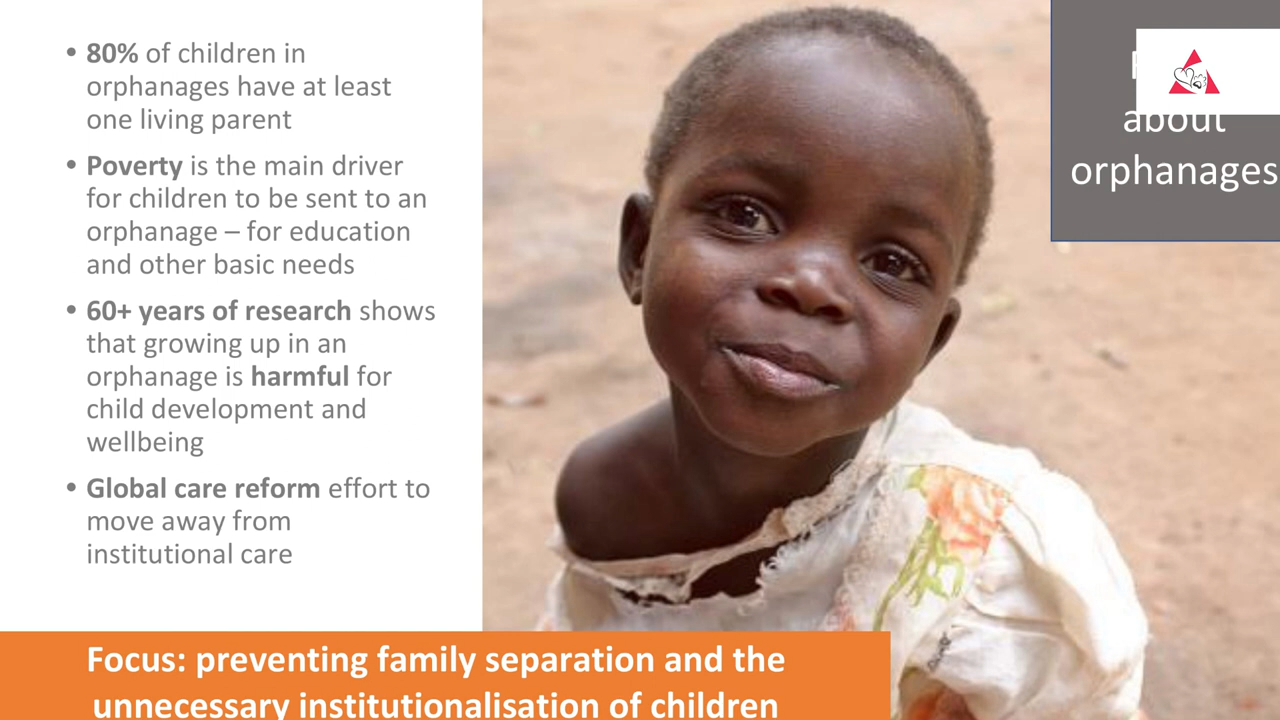 • 80% of children in
orphanages have at least
one living parent
• Poverty is the main driver
for children to be sent to an
orphanage – for education
and other basic needs
• 60+ years of research shows
that growing up in an
orphanage is harmful for
child development and
wellbeing
• Global care reform effort to
move away from
institutional care
about
orphanages
Focus: preventing family separation and the
unnecessary institutionalisation of children